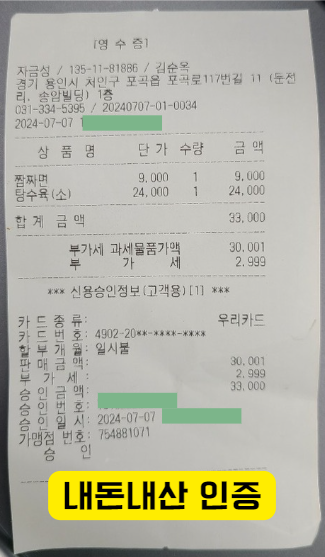 [영 수 증]
자금성 / 135-11-81886 / 김순옥
경기 용인시 처인구 포곡읍 포곡로117번길 11 (둔전
리, 송암빌딩) 1층
031-334-5395 / 20240707-01-0034
2024-07-07 1
상 품 명 단 가 수량 금 액
짬짜면 9,000 1 9,000
탕수육(소) 24,000 1 24,000
합 계 금 액 33,000
부가세 과세물품가액 30,001
부 가 세 2,999
*** 신용승인정보(고객용)[1] ***
카 드 종 류: 우리카드
카 드 번 호: 4902-20**-****-****
할 부 개 월: 일시불
판 매 금 액: 30,001
부 가 세 : 2,999
승 인 금 액: 33,000
승 인 번 호:
승 인 일 시: 2024-07-07
가맹점 번호: 754881071
승 인
내돈내산 인증